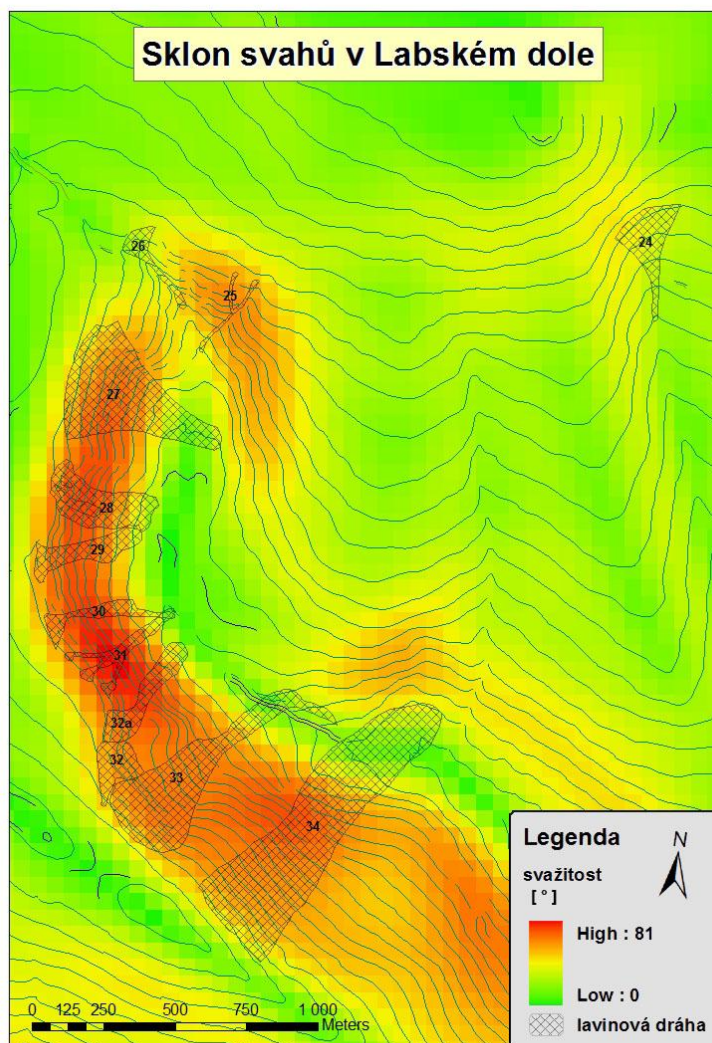 Sklon svahů v Labském dole
24
26
25
27
28
29
30
31
32a
32
33
34
Legenda
N
svažitost
[ ° ]
High : 81
Low : 0
lavinová dráha
0 125 250 500 750 1 000
Meters